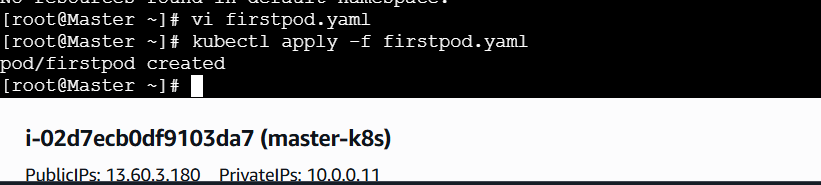 No resources found in default namespace.
[root@Master ~]# vi firstpod.yaml
[root@Master ~]# kubectl apply -f firstpod.yaml
pod/firstpod created
[root@Master ~]#
i-02d7ecb0df9103da7 (master-k8s)
PublicIPs: 13.60.3.180 PrivateIPs: 10.0.0.11